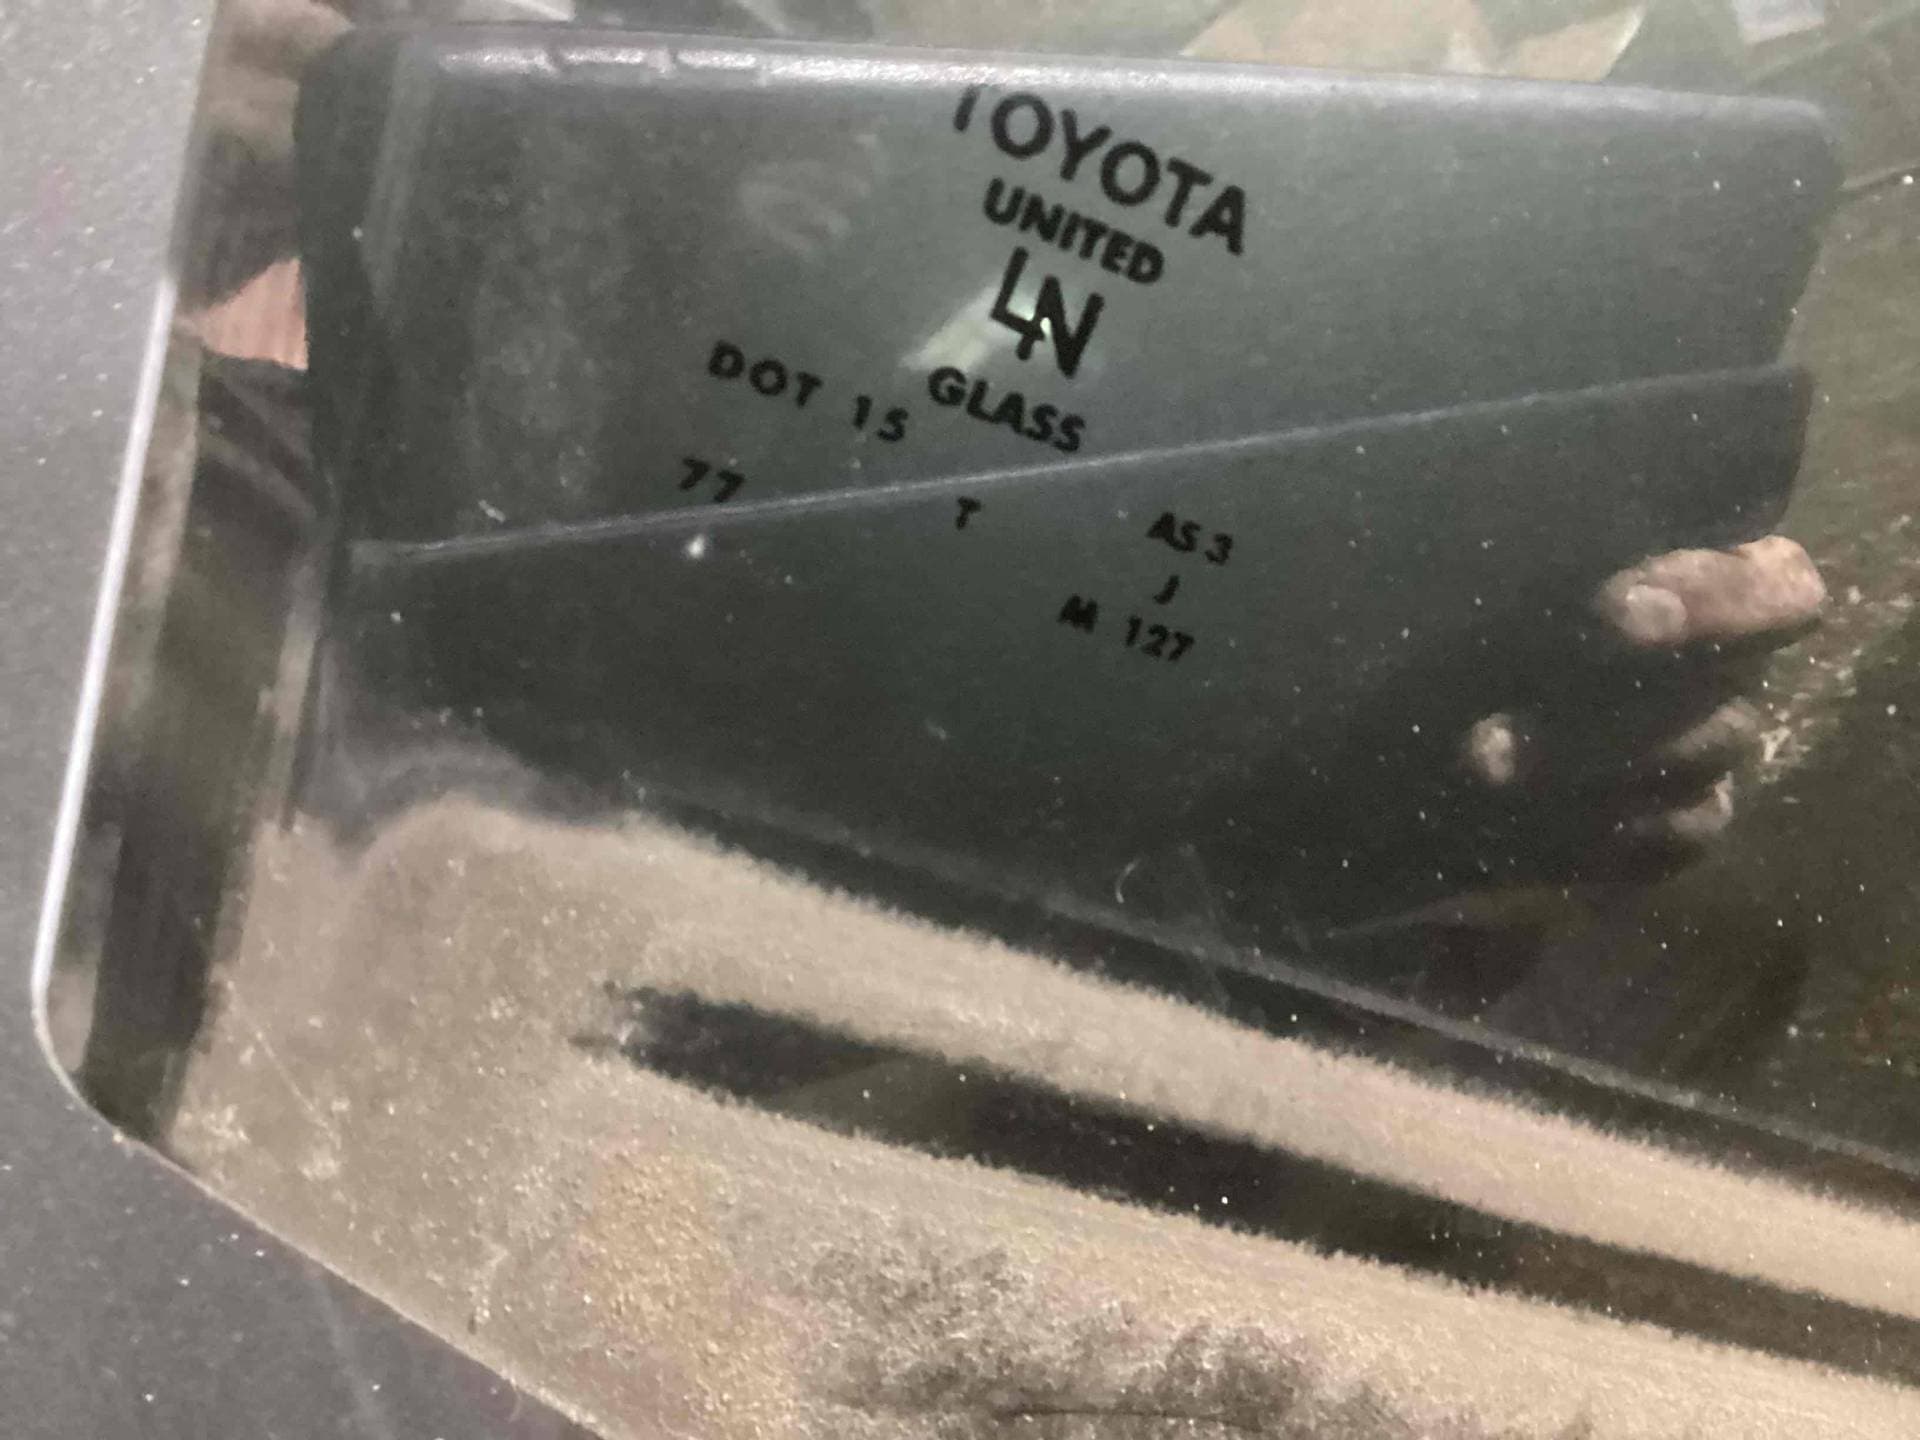 TOYOTA
UNITED
LN
GLASS
DOT 15 AS 3
77 T J
M 127